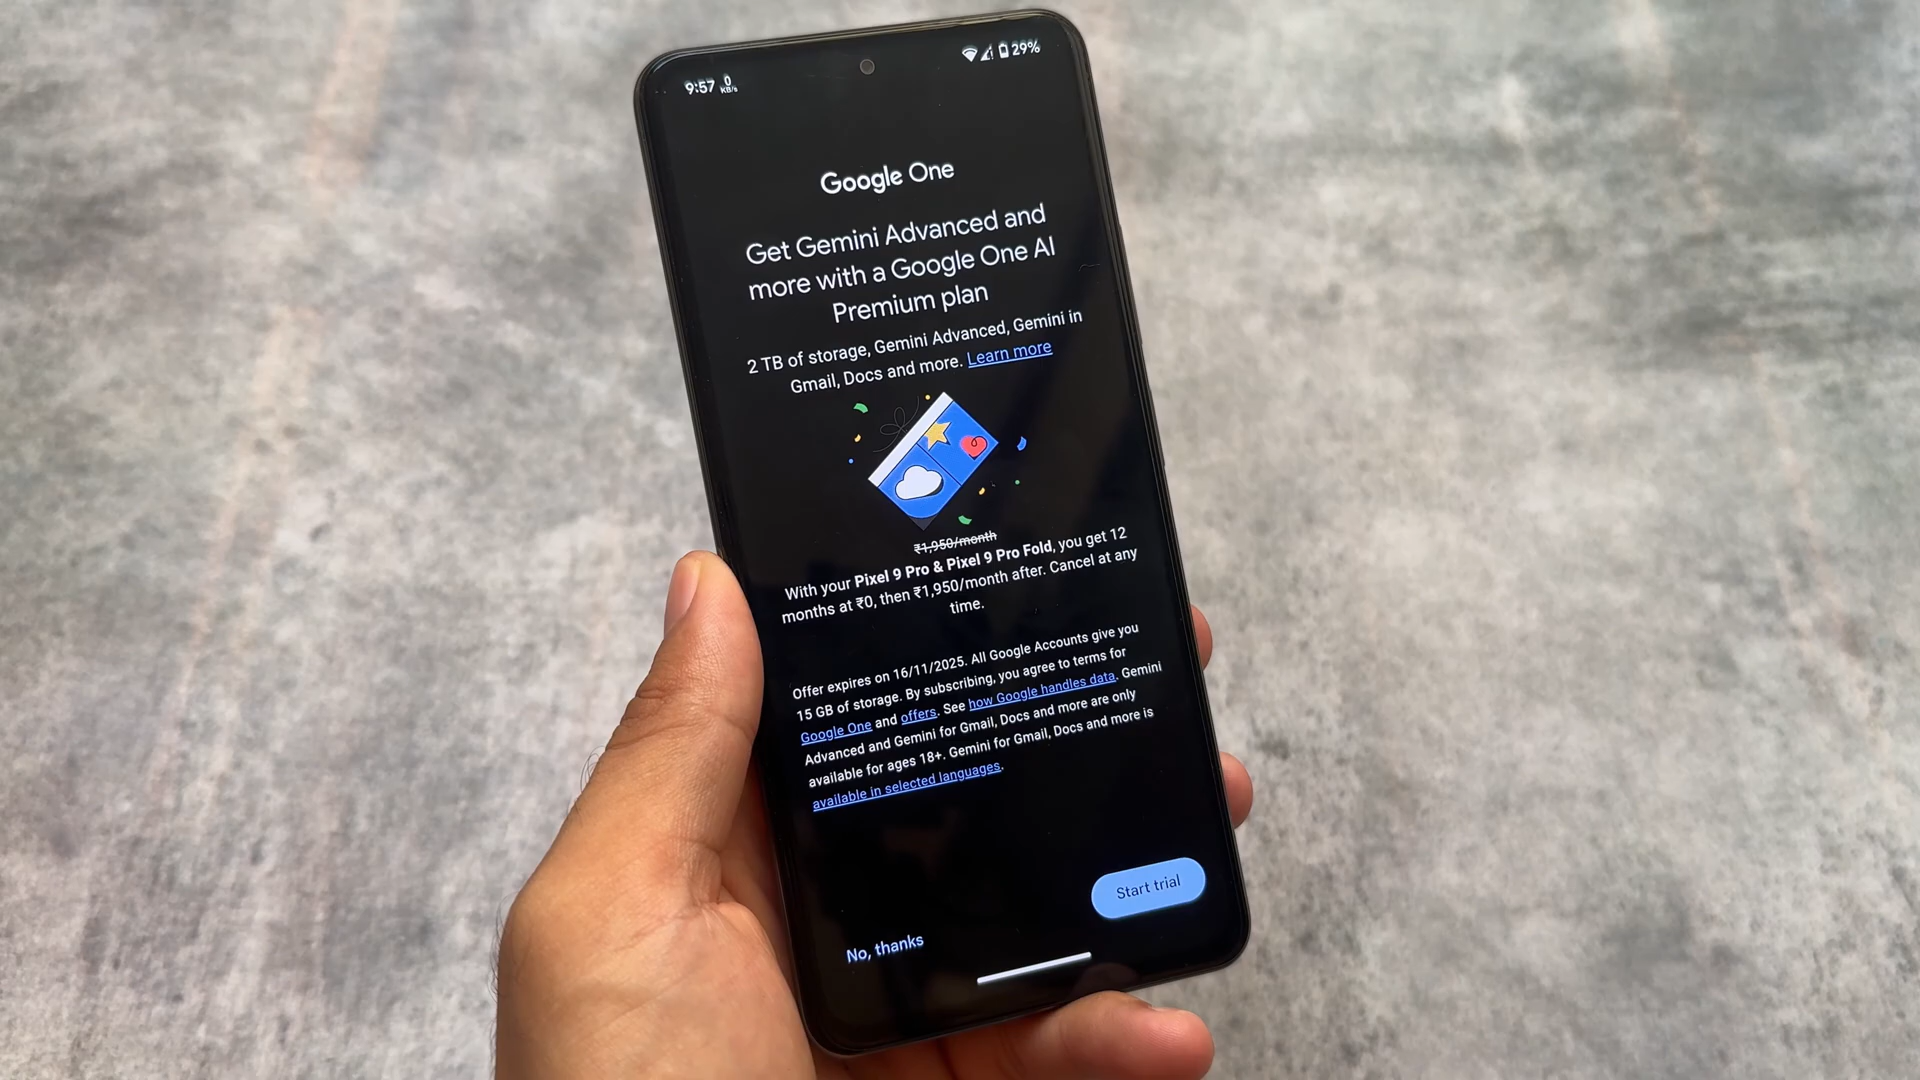 9:57 0 KB/s 29%
Google One
Get Gemini Advanced and
more with a Google One AI
Premium plan
2 TB of storage, Gemini Advanced, Gemini in
Gmail, Docs and more. Learn more
₹1,950/month
With your Pixel 9 Pro & Pixel 9 Pro Fold, you get 12
months at ₹0, then ₹1,950/month after. Cancel at any
time.
Offer expires on 16/11/2025. All Google Accounts give you
15 GB of storage. By subscribing, you agree to terms for
Google One and offers. See how Google handles data. Gemini
Advanced and Gemini for Gmail, Docs and more are only
available for ages 18+. Gemini for Gmail, Docs and more is
available in selected languages.
Start trial
No, thanks